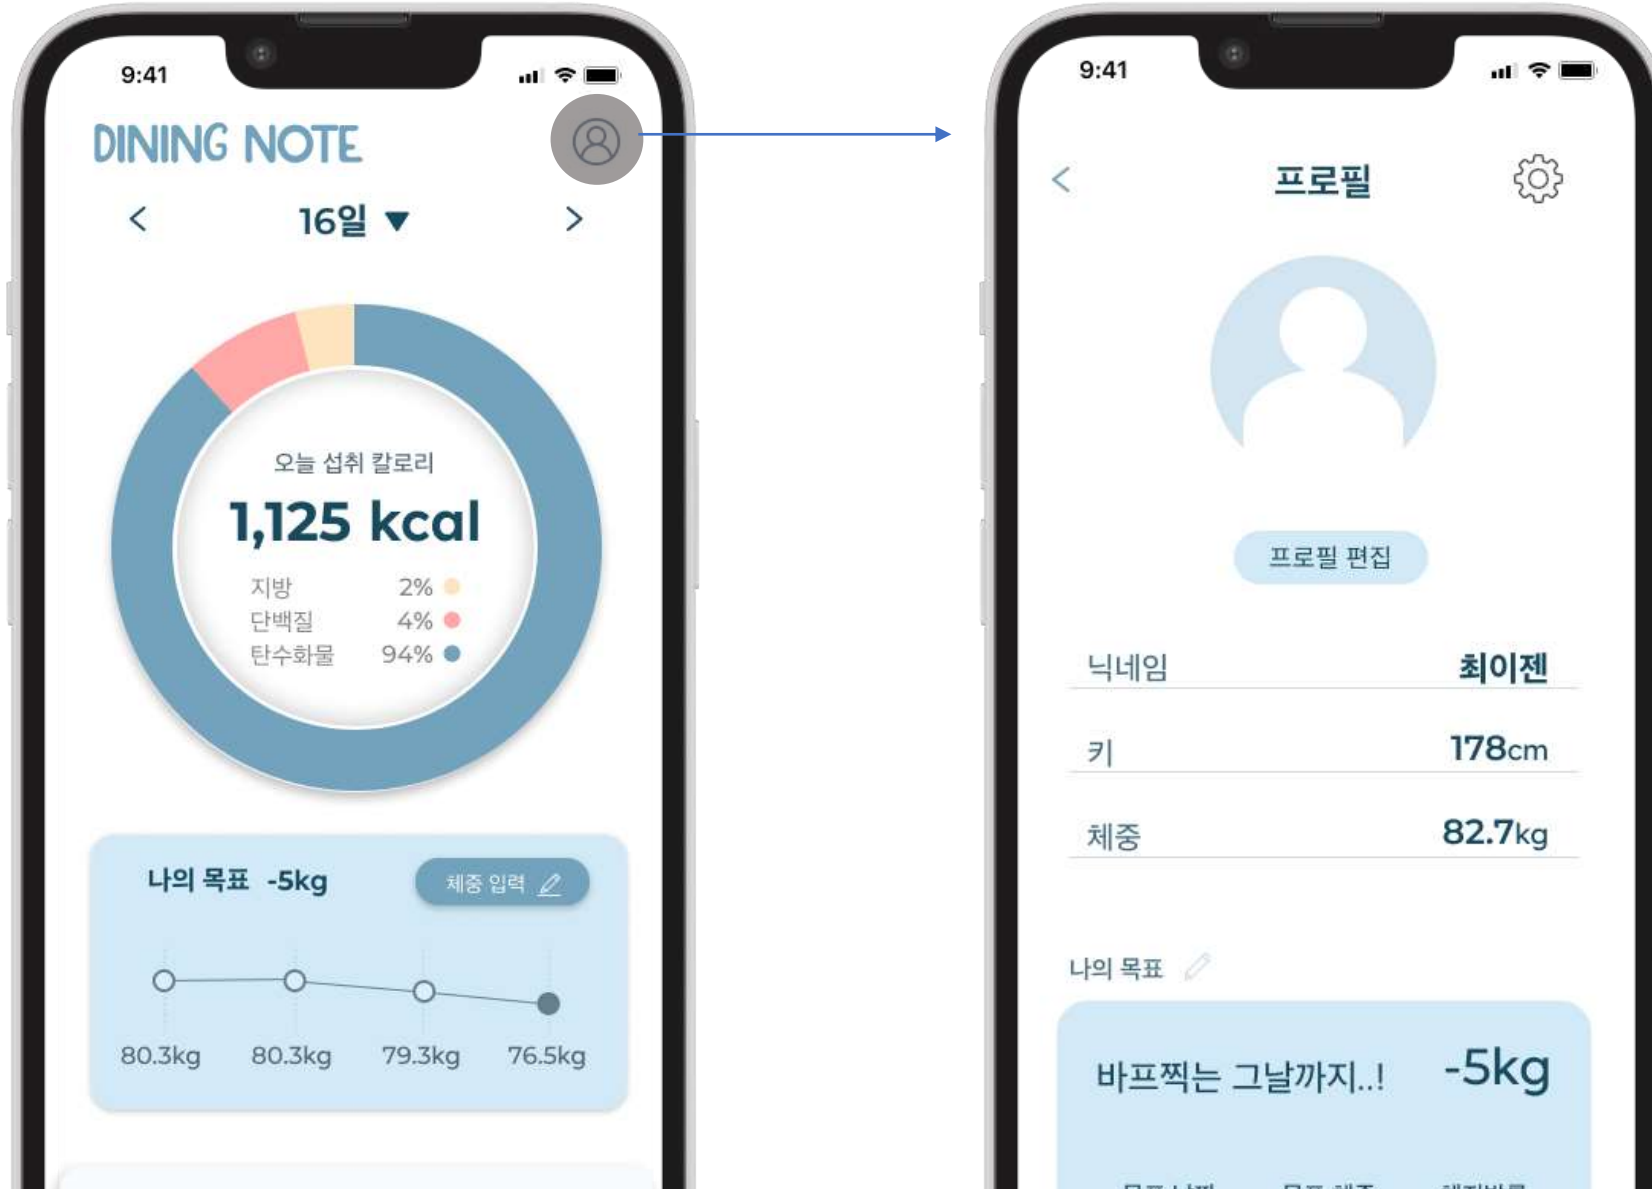 9:41
DINING NOTE
< 16일 ▼ >
오늘 섭취 칼로리
1,125 kcal
지방 2%
단백질 4%
탄수화물 94%
나의 목표 -5kg
체중 입력
80.3kg 80.3kg 79.3kg 76.5kg
9:41
< 프로필
프로필 편집
닉네임 최이젠
키 178cm
체중 82.7kg
나의 목표
바프찍는 그날까지..! -5kg